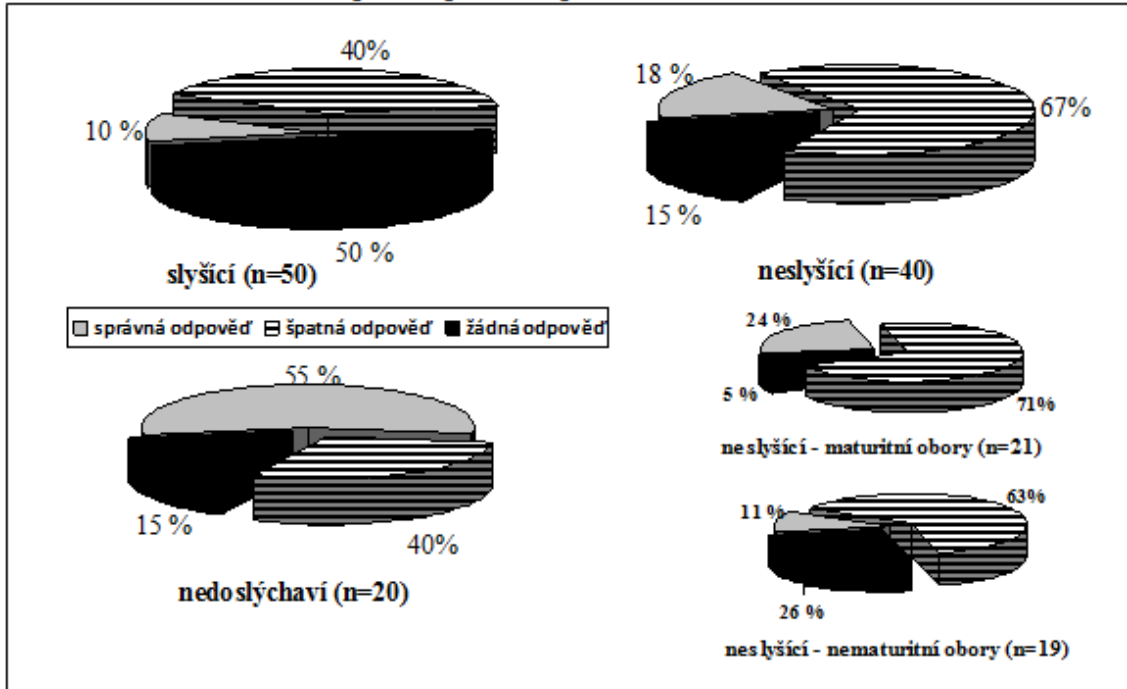 40%
10 %
50 %
slyšící (n=50)
18 %
67%
15 %
neslyšící (n=40)
správná odpověď špatná odpověď žádná odpověď
55 %
15 %
40%
nedoslýchaví (n=20)
24 %
5 %
71%
neslyšící - maturitní obory (n=21)
63%
11 %
26 %
neslyšící - nematuritní obory (n=19)